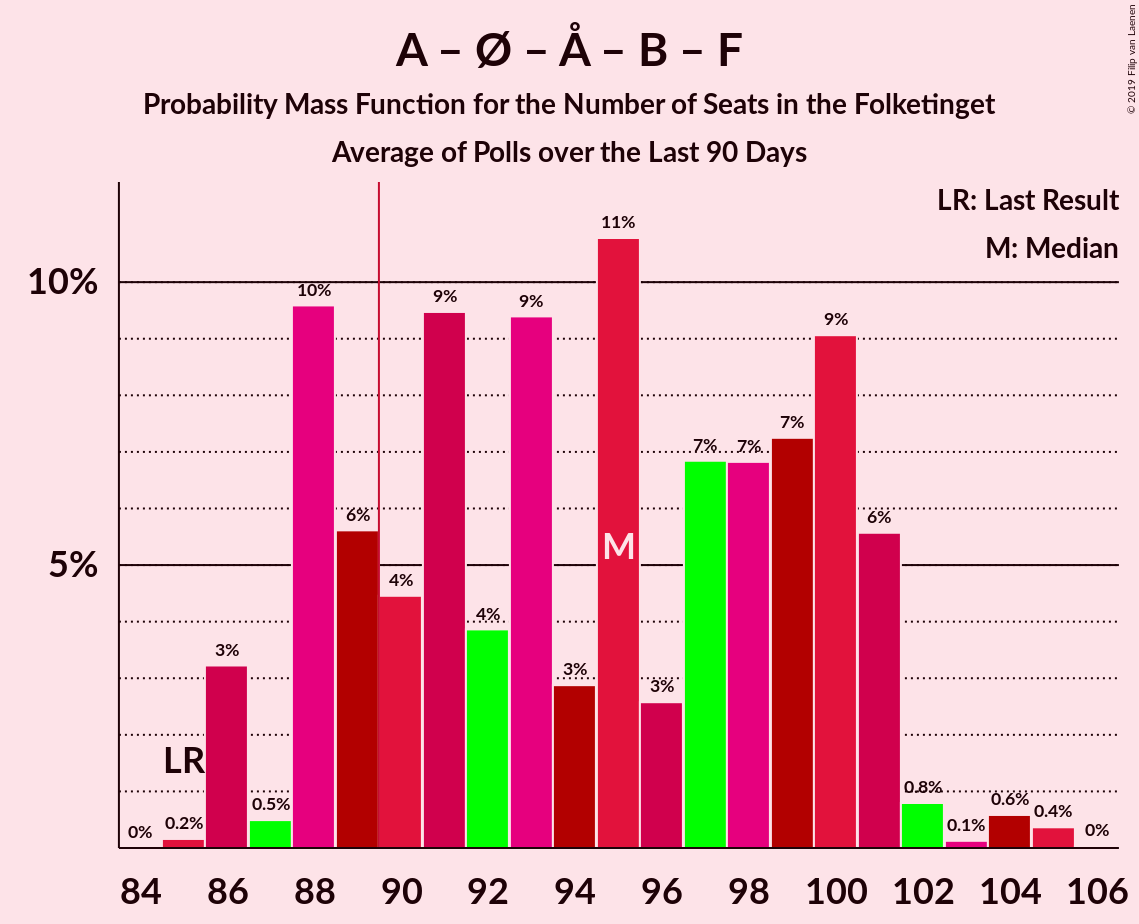 A – Ø – Å – B – F
Probability Mass Function for the Number of Seats in the Folketinget
Average of Polls over the Last 90 Days
© 2019 Filip van Laenen
LR: Last Result
M: Median
10%
5%
0%
0.2%
3%
0.5%
10%
6%
4%
9%
4%
9%
3%
11%
3%
7%
7%
7%
9%
6%
0.8%
0.1%
0.6%
0.4%
0%
LR
M
84 86 88 90 92 94 96 98 100 102 104 106